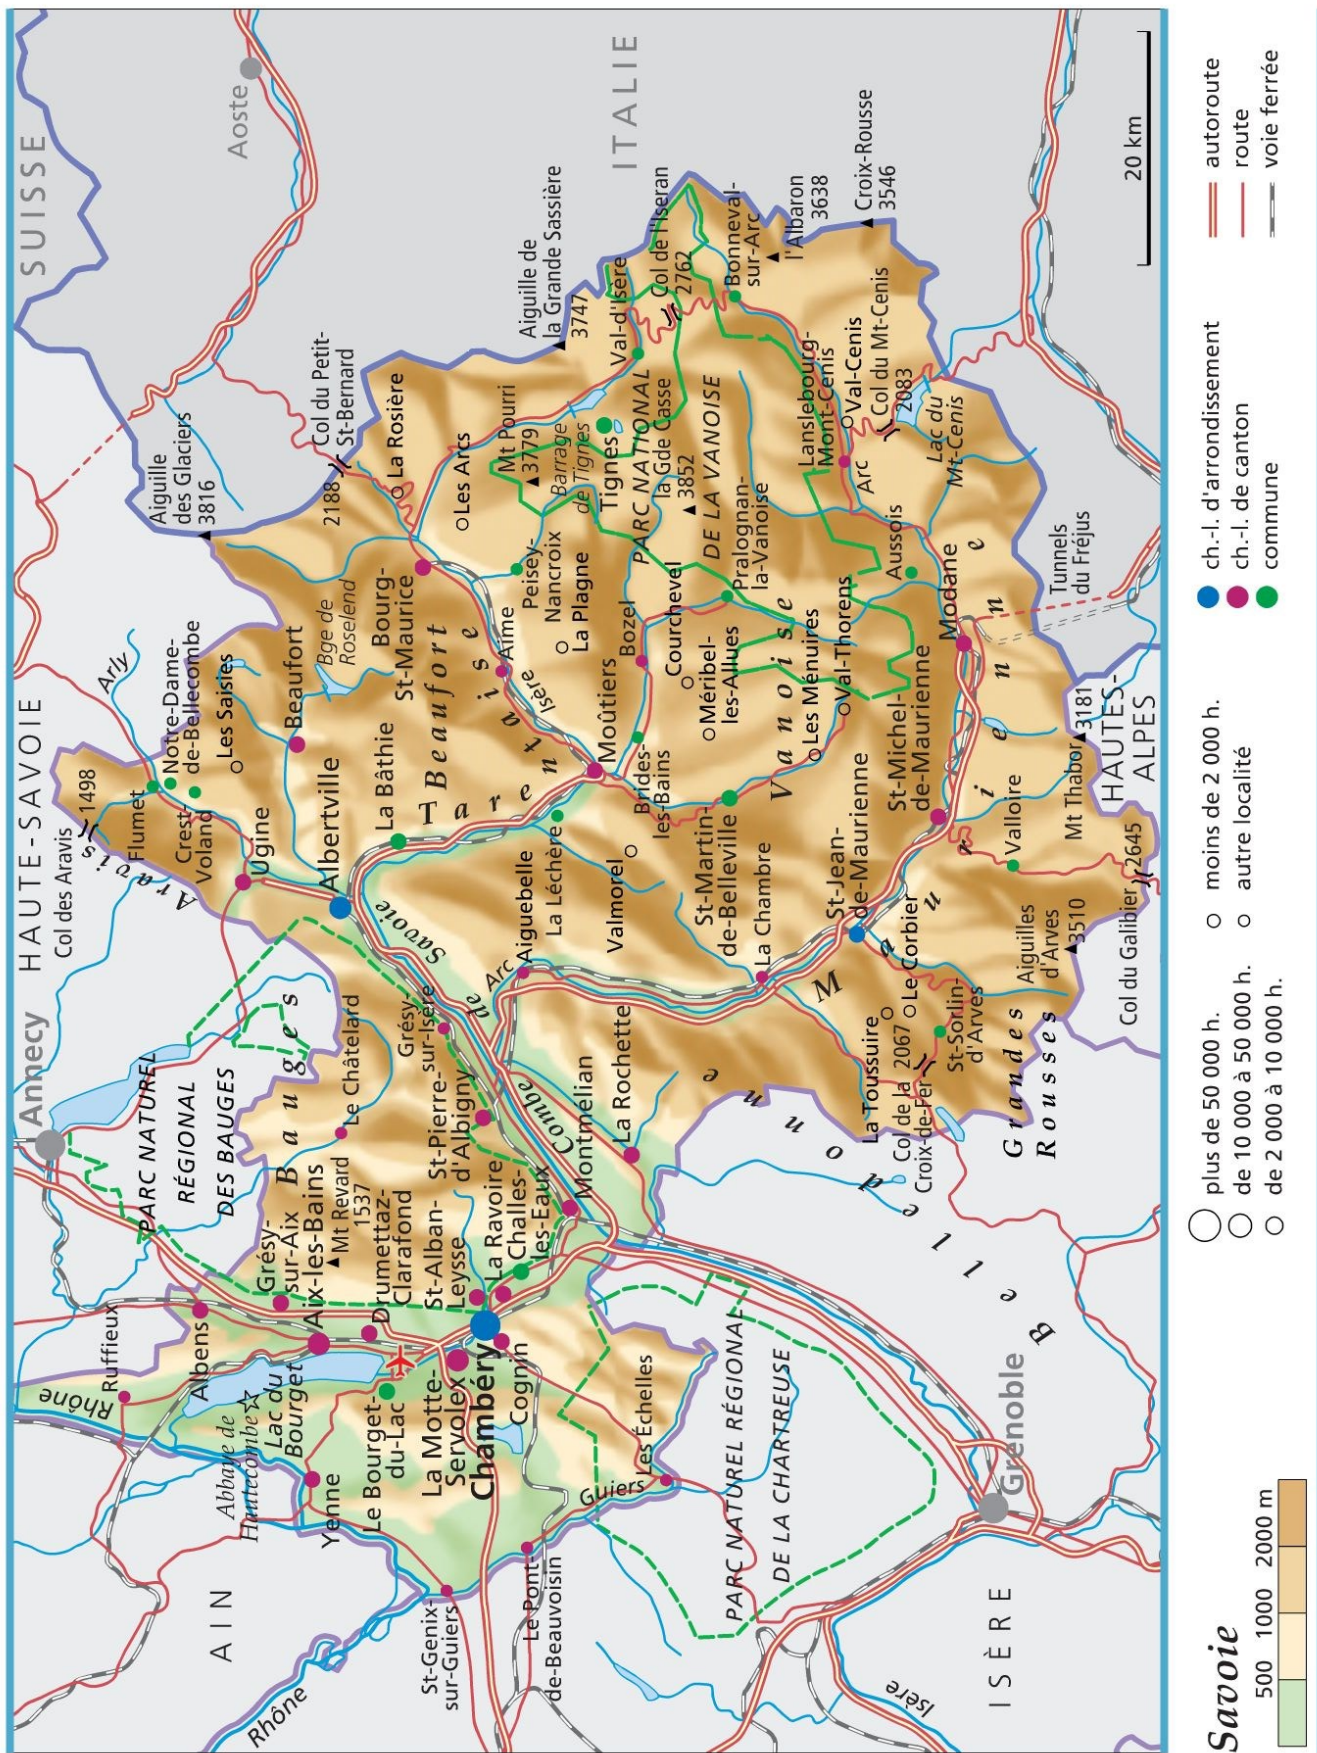 SUISSE
ITALIE
HAUTE-SAVOIE
AIN
ISÈRE
HAUTES-
ALPES
Annecy
Aoste
Grenoble
Rhône
Rhône
Ruffieux
Albens
Abbaye de
Hautecombe
Lac du
Bourget
Yenne
Grésy-
sur-Aix
Aix-les-Bains
Mt Revard
1537
Drumettaz-
Clarafond
St-Alban-
Leysse
La Ravoire
Challes-
les-Eaux
Le Bourget-
du-Lac
La Motte-
Servolex
Chambéry
Cognin
St-Genix-
sur-Guiers
Le Pont-
de-Beauvoisin
Guiers
Les Échelles
PARC NATUREL RÉGIONAL
DE LA CHARTREUSE
Isère
PARC NATUREL
RÉGIONAL
DES BAUGES
Bauges
Le Châtelard
Grésy-
sur-Isère
St-Pierre-
d'Albigny
Montmelian
La Rochette
Combe de Savoie
Belledonne
Col des Aravis
1498
Aravis
Arly
Flumet
Notre-Dame-
de-Bellecombe
Crest-
Voland
Les Saisies
Ugine
Albertville
Beaufort
Bge de
Roselend
La Bâthie
Beaufort
Tarentaise
Isère
Aiguille
des Glaciers
3816
Col du Petit-
St-Bernard
2188
La Rosière
Bourg-
St-Maurice
Les Arcs
Aime
Peisey-
Nancroix
La Plagne
Mt Pourri
3779
Barrage
de Tignes
Tignes
Aiguille de
la Grande Sassière
3747
Val-d'Isère
Col de l'Iseran
2762
PARC NATIONAL
DE LA VANOISE
la Gde Casse
3852
Bonneval-
sur-Arc
l'Albaron
3638
Croix-Rousse
3546
Moûtiers
Bozel
Courchevel
Pralognan-
la-Vanoise
Méribel-
les-Allues
Brides-
les-Bains
La Léchère
Valmorel
St-Martin-
de-Belleville
Les Ménuires
Val-Thorens
Vanoise
Aiguebelle
Arc
La Chambre
St-Jean-
de-Maurienne
St-Michel-
de-Maurienne
Maurienne
Modane
Aussois
Arc
Lanslebourg-
Mont-Cenis
Val-Cenis
Col du Mt-Cenis
2083
Lac du
Mt-Cenis
Tunnels
du Fréjus
Valloire
Mt Thabor
3181
Col du Galibier
2645
Aiguilles
d'Arves
3510
Le Corbier
La Toussuire
Col de la
Croix-de-Fer
2067
St-Sorlin-
d'Arves
Grandes
Rousses
20 km
Savoie
500
1000
2000 m
plus de 50 000 h.
de 10 000 à 50 000 h.
de 2 000 à 10 000 h.
moins de 2 000 h.
autre localité
ch.-l. d'arrondissement
ch.-l. de canton
commune
autoroute
route
voie ferrée